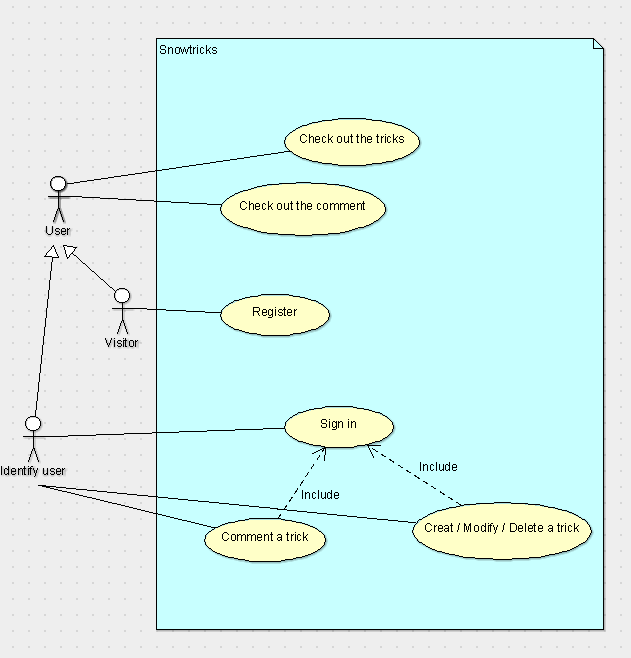 Snowtricks
Check out the tricks
Check out the comment
User
Register
Visitor
Sign in
Identify user
Include
Include
Comment a trick
Creat / Modify / Delete a trick